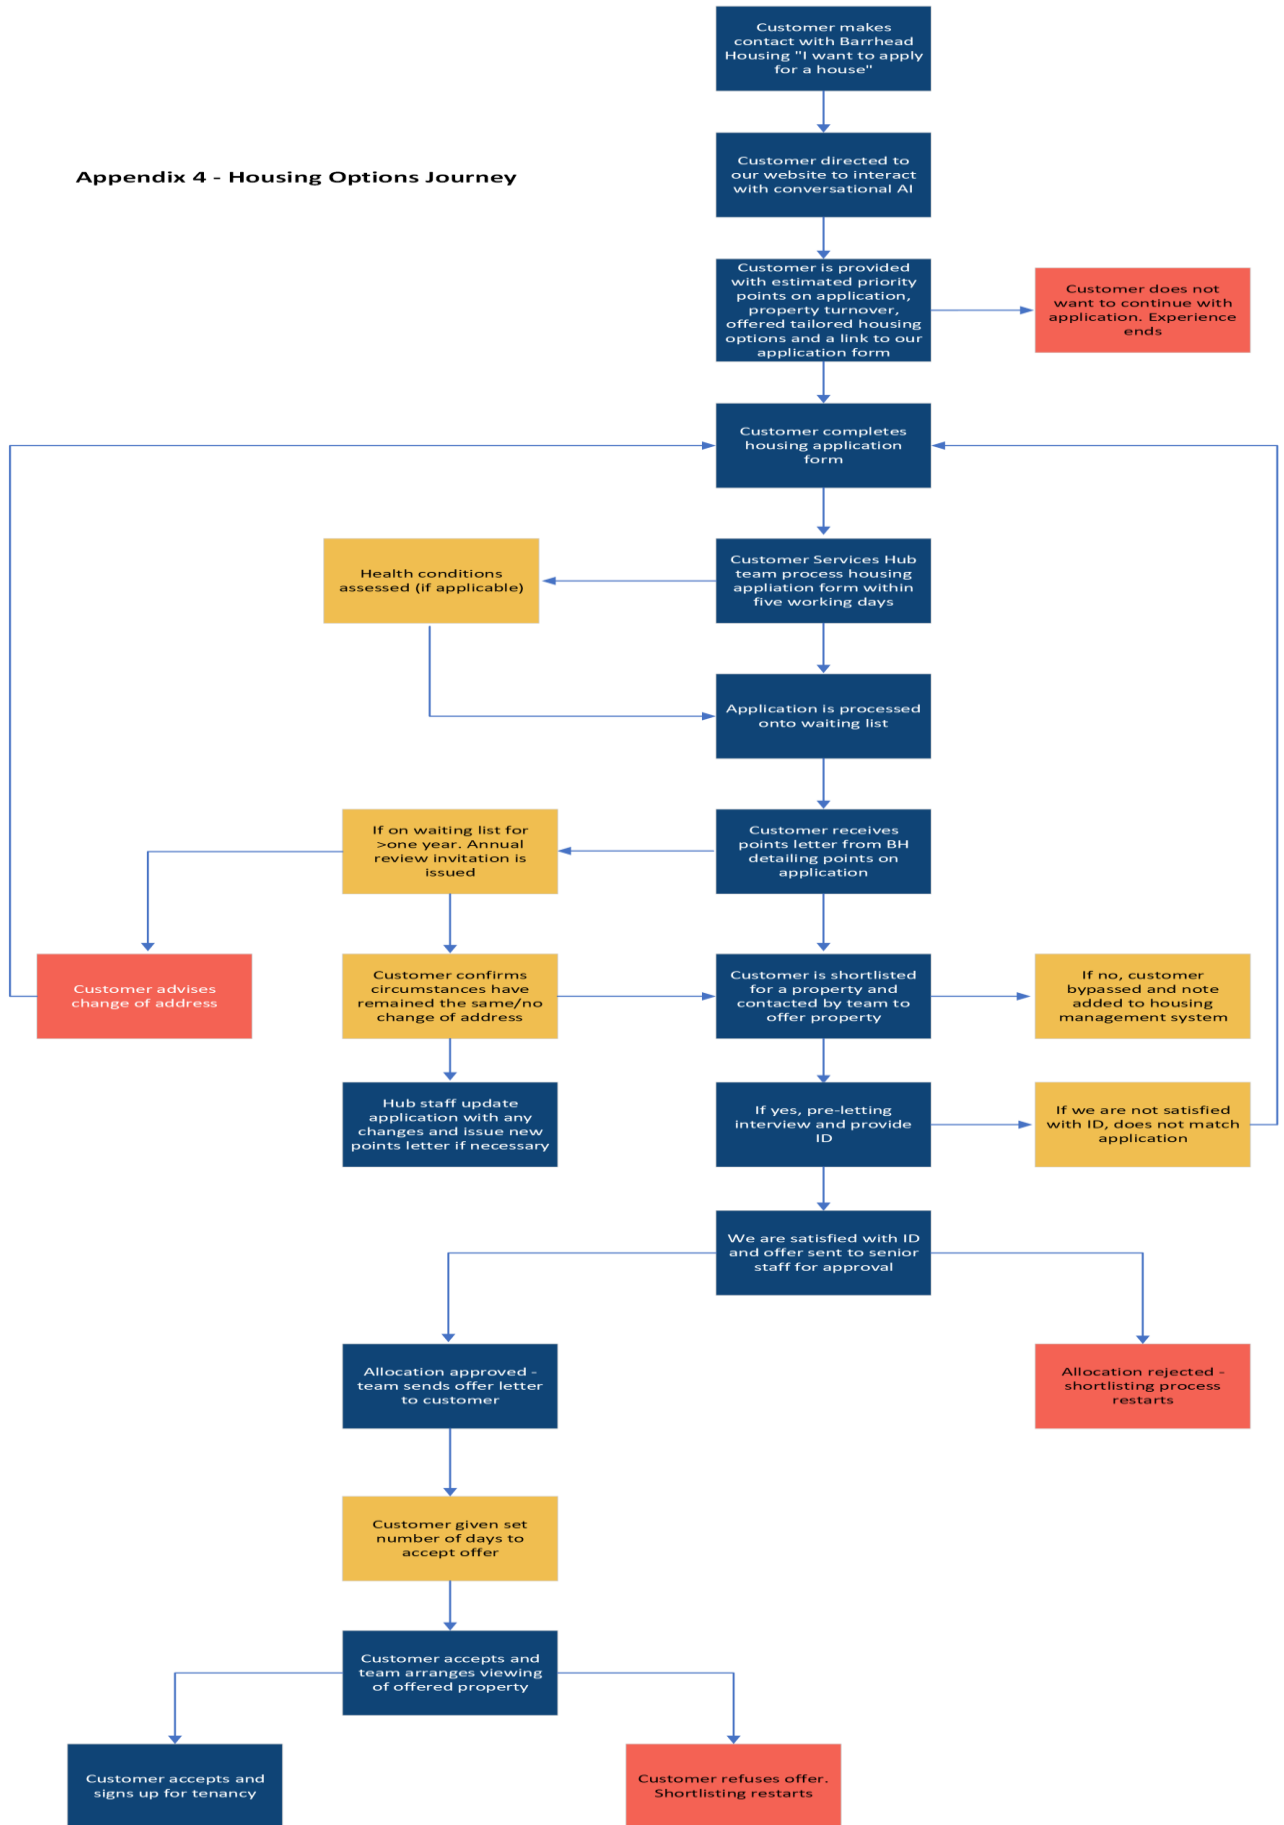 Customer makes
contact with Barrhead
Housing "I want to apply
for a house"
Appendix 4 - Housing Options Journey
Customer directed to
our website to interact
with conversational AI
Customer is provided
with estimated priority
points on application,
property turnover,
offered tailored housing
options and a link to our
application form
Customer does not
want to continue with
application. Experience
ends
Customer completes
housing application
form
Health conditions
assessed (if applicable)
Customer Services Hub
team process housing
appliation form within
five working days
Application is processed
onto waiting list
If on waiting list for
>one year. Annual
review invitation is
issued
Customer receives
points letter from BH
detailing points on
application
Customer advises
change of address
Customer confirms
circumstances have
remained the same/no
change of address
Customer is shortlisted
for a property and
contacted by team to
offer property
If no, customer
bypassed and note
added to housing
management system
Hub staff update
application with any
changes and issue new
points letter if necessary
If yes, pre-letting
interview and provide
ID
If we are not satisfied
with ID, does not match
application
We are satisfied with ID
and offer sent to senior
staff for approval
Allocation approved -
team sends offer letter
to customer
Allocation rejected -
shortlisting process
restarts
Customer given set
number of days to
accept offer
Customer accepts and
team arranges viewing
of offered property
Customer accepts and
signs up for tenancy
Customer refuses offer.
Shortlisting restarts